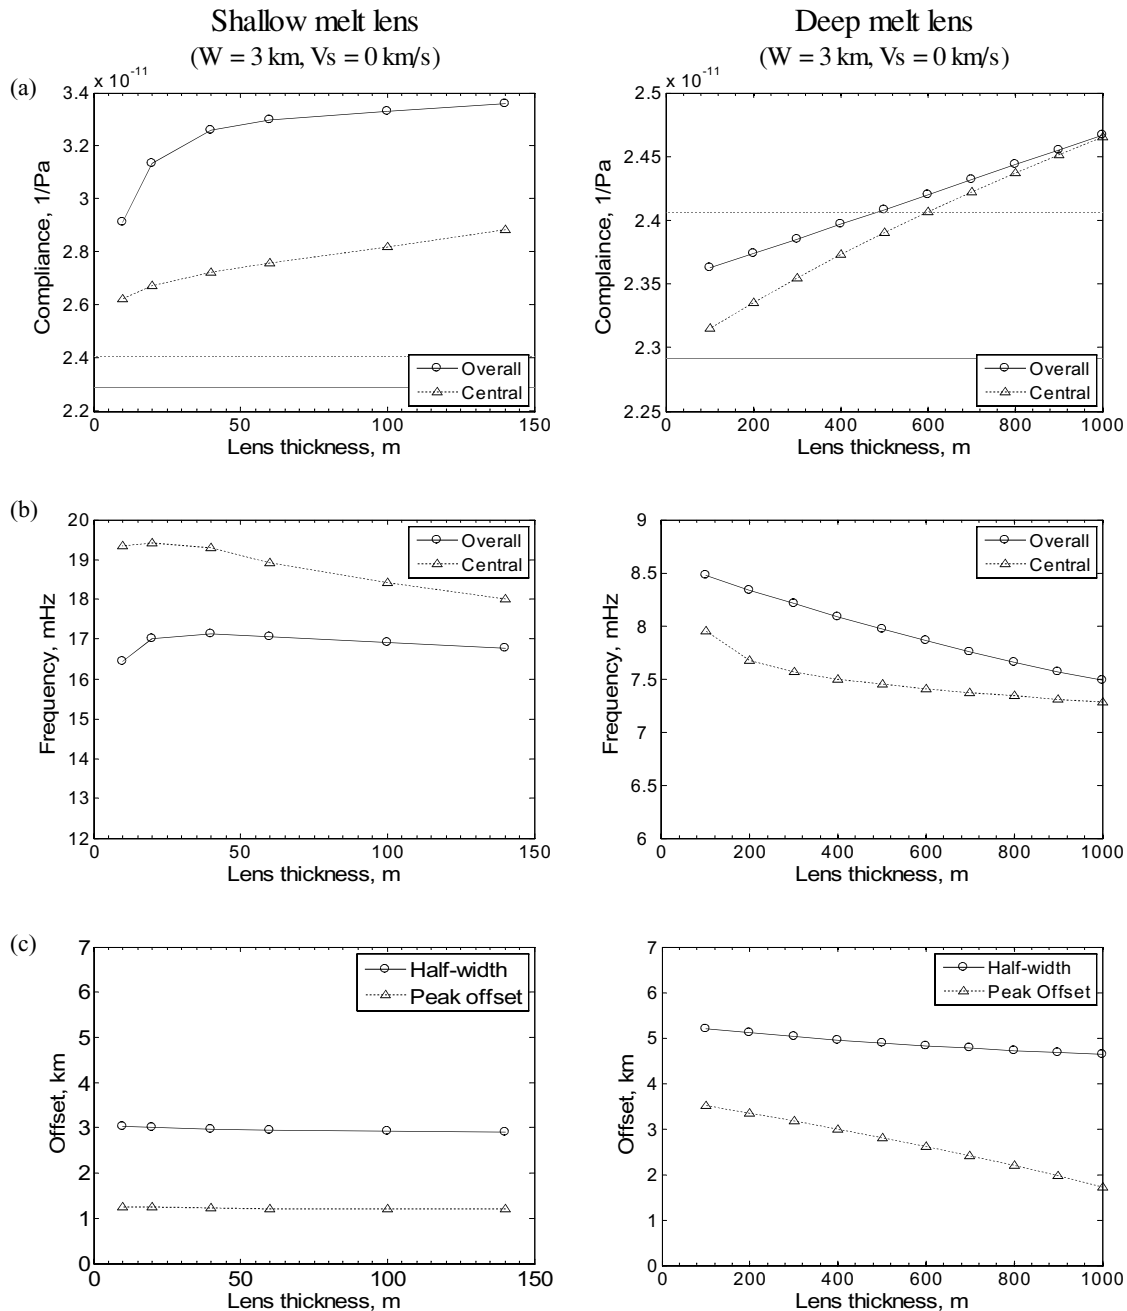 Shallow melt lens
(W = 3 km, Vs = 0 km/s)
Deep melt lens
(W = 3 km, Vs = 0 km/s)
(a)
x 10^-11
3.4
3.2
3
2.8
2.6
2.4
2.2
Compliance, 1/Pa
Overall
Central
0 50 100 150
Lens thickness, m
x 10^-11
2.5
2.45
2.4
2.35
2.3
2.25
Complaince, 1/Pa
Overall
Central
0 200 400 600 800 1000
Lens thickness, m
(b)
20
19
18
17
16
15
14
13
12
Frequency, mHz
Overall
Central
0 50 100 150
Lens thickness, m
9
8.5
8
7.5
7
6.5
6
Frequency, mHz
Overall
Central
0 200 400 600 800 1000
Lens thickness, m
(c)
7
6
5
4
3
2
1
0
Offset, km
Half-width
Peak offset
0 50 100 150
Lens thickness, m
7
6
5
4
3
2
1
0
Offset, km
Half-width
Peak Offset
0 200 400 600 800 1000
Lens thickness, m